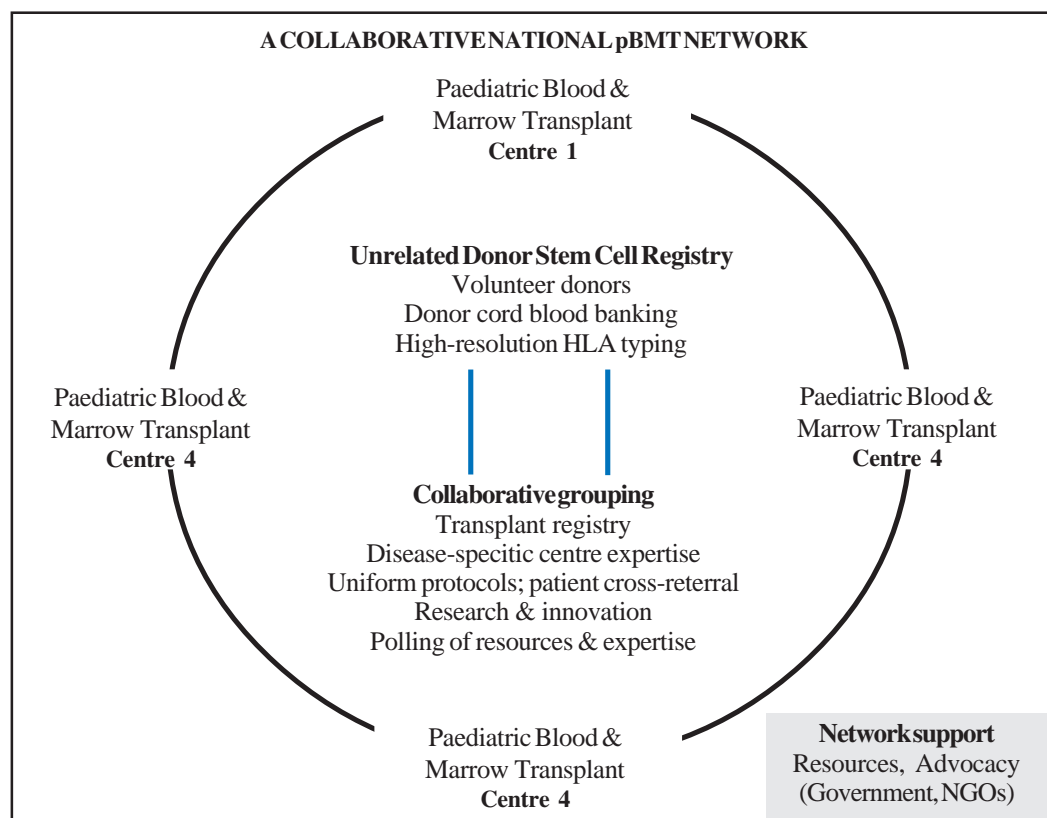 A COLLABORATIVE NATIONAL pBMT NETWORK
Paediatric Blood &
Marrow Transplant
Centre 1
Unrelated Donor Stem Cell Registry
Volunteer donors
Donor cord blood banking
High-resolution HLA typing
Paediatric Blood &
Marrow Transplant
Centre 4
Paediatric Blood &
Marrow Transplant
Centre 4
Collaborative grouping
Transplant registry
Disease-specitic centre expertise
Uniform protocols; patient cross-reterral
Research & innovation
Polling of resources & expertise
Paediatric Blood &
Marrow Transplant
Centre 4
Network support
Resources, Advocacy
(Government, NGOs)